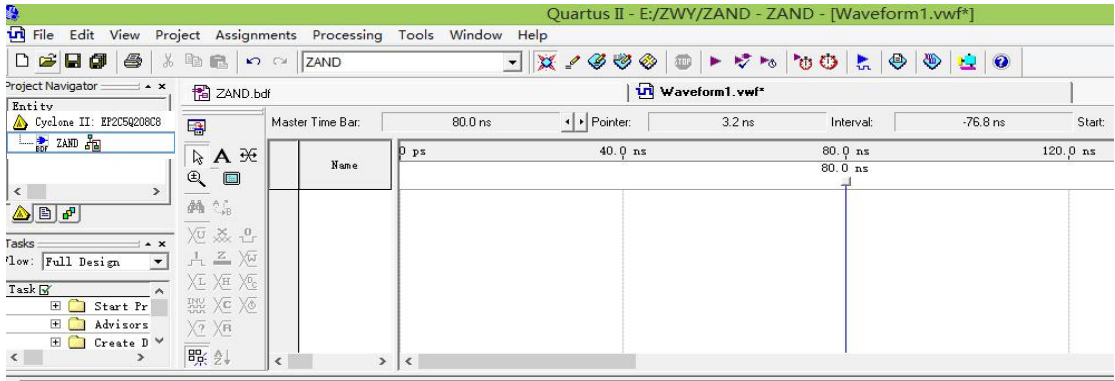 Quartus II - E:/ZWY/ZAND - ZAND - [Waveform1.vwf*]
File Edit View Project Assignments Processing Tools Window Help
ZAND
Project Navigator
ZAND.bdf
Waveform1.vwf*
Entity
Cyclone II: EP2C5Q208C8
ZAND
Master Time Bar: 80.0 ns Pointer: 3.2 ns Interval: -76.8 ns Start:
Name
0 ps 40.0 ns 80.0 ns 120.0 ns
80.0 ns
Tasks
Flow: Full Design
Task
Start Pr
Advisors
Create D